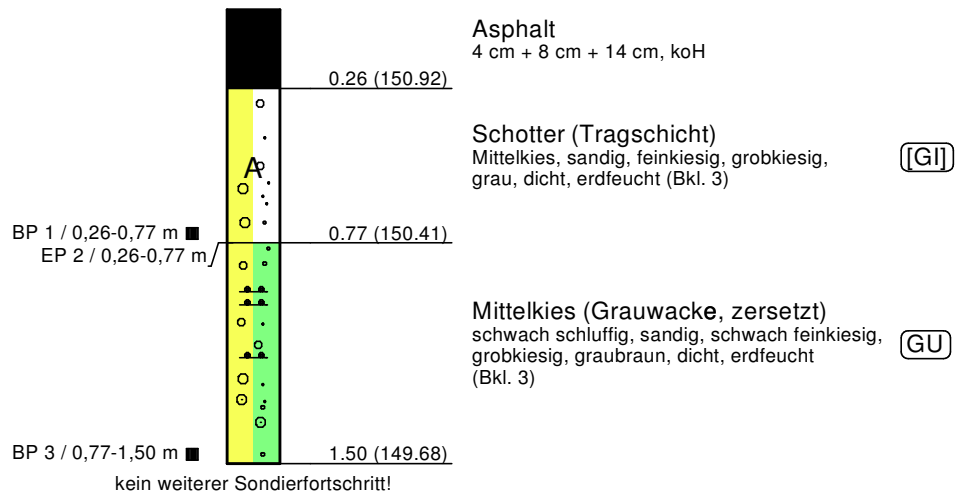 Asphalt
4 cm + 8 cm + 14 cm, koH
0.26 (150.92)
Schotter (Tragschicht)
Mittelkies, sandig, feinkiesig, grobkiesig,
grau, dicht, erdfeucht (Bkl. 3)
[GI]
A
BP 1 / 0,26-0,77 m
0.77 (150.41)
EP 2 / 0,26-0,77 m
Mittelkies (Grauwacke, zersetzt)
schwach schluffig, sandig, schwach feinkiesig,
grobkiesig, graubraun, dicht, erdfeucht
(Bkl. 3)
GU
BP 3 / 0,77-1,50 m
1.50 (149.68)
kein weiterer Sondierfortschritt!